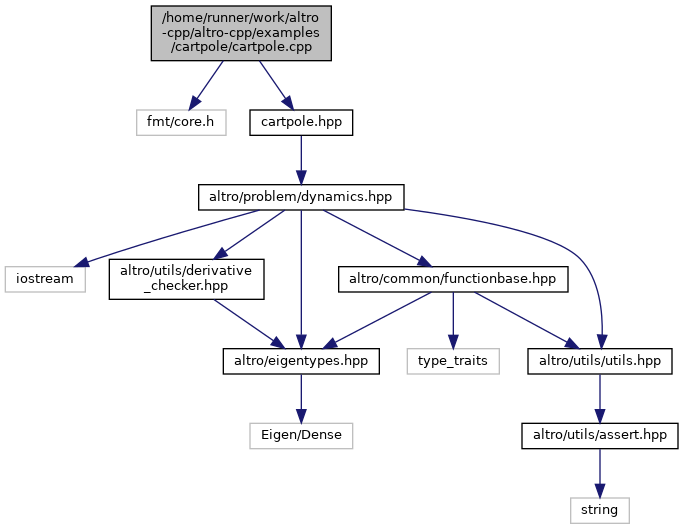 /home/runner/work/altro
-cpp/altro-cpp/examples
/cartpole/cartpole.cpp
fmt/core.h
cartpole.hpp
altro/problem/dynamics.hpp
iostream
altro/utils/derivative
_checker.hpp
altro/common/functionbase.hpp
altro/eigentypes.hpp
type_traits
altro/utils/utils.hpp
Eigen/Dense
altro/utils/assert.hpp
string